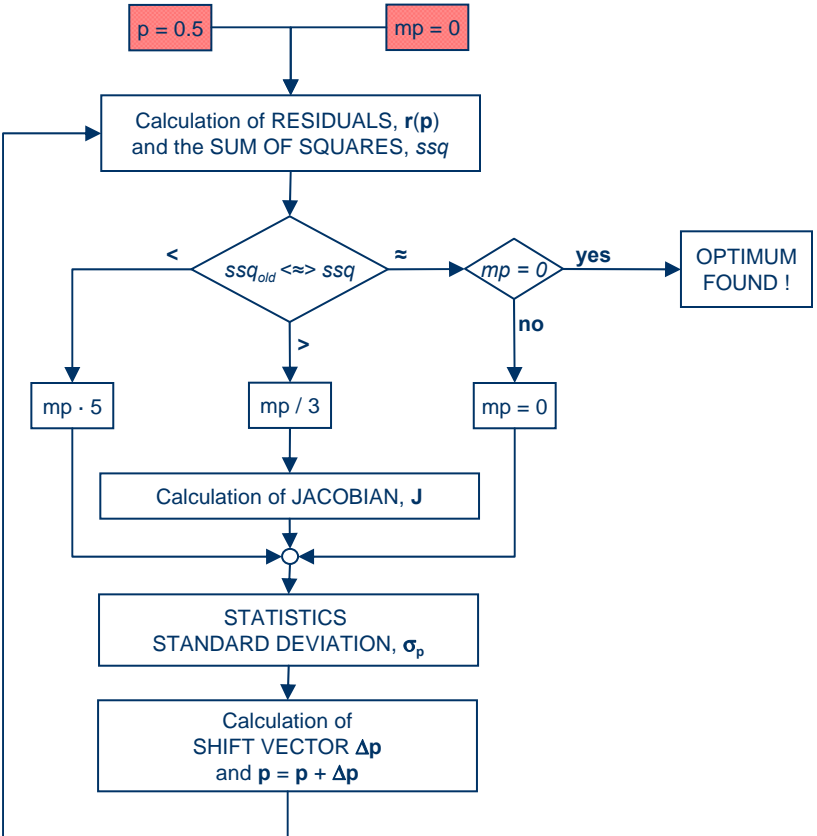 p = 0.5
mp = 0
Calculation of RESIDUALS, r(p)
and the SUM OF SQUARES, ssq
<
ssq_old <≈> ssq
≈
mp = 0
yes
OPTIMUM
FOUND !
>
no
mp · 5
mp / 3
mp = 0
Calculation of JACOBIAN, J
STATISTICS
STANDARD DEVIATION, σ_p
Calculation of
SHIFT VECTOR Δp
and p = p + Δp